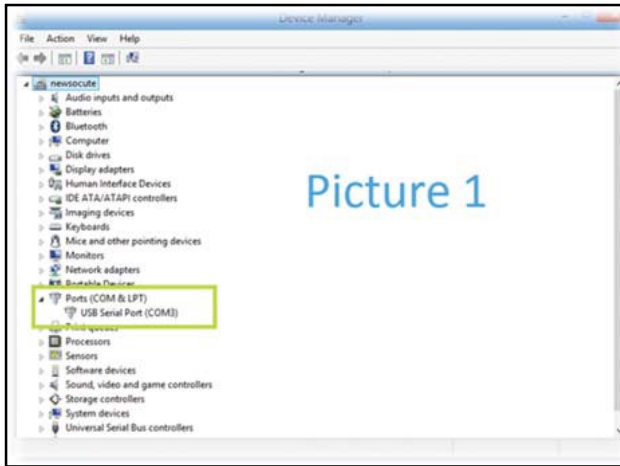 Device Manager
File Action View Help
newsocute
Audio inputs and outputs
Batteries
Bluetooth
Computer
Disk drives
Display adapters
Human Interface Devices
IDE ATA/ATAPI controllers
Imaging devices
Keyboards
Mice and other pointing devices
Monitors
Network adapters
Portable Devices
Ports (COM & LPT)
USB Serial Port (COM3)
Print queues
Processors
Sensors
Software devices
Sound, video and game controllers
Storage controllers
System devices
Universal Serial Bus controllers
Picture 1